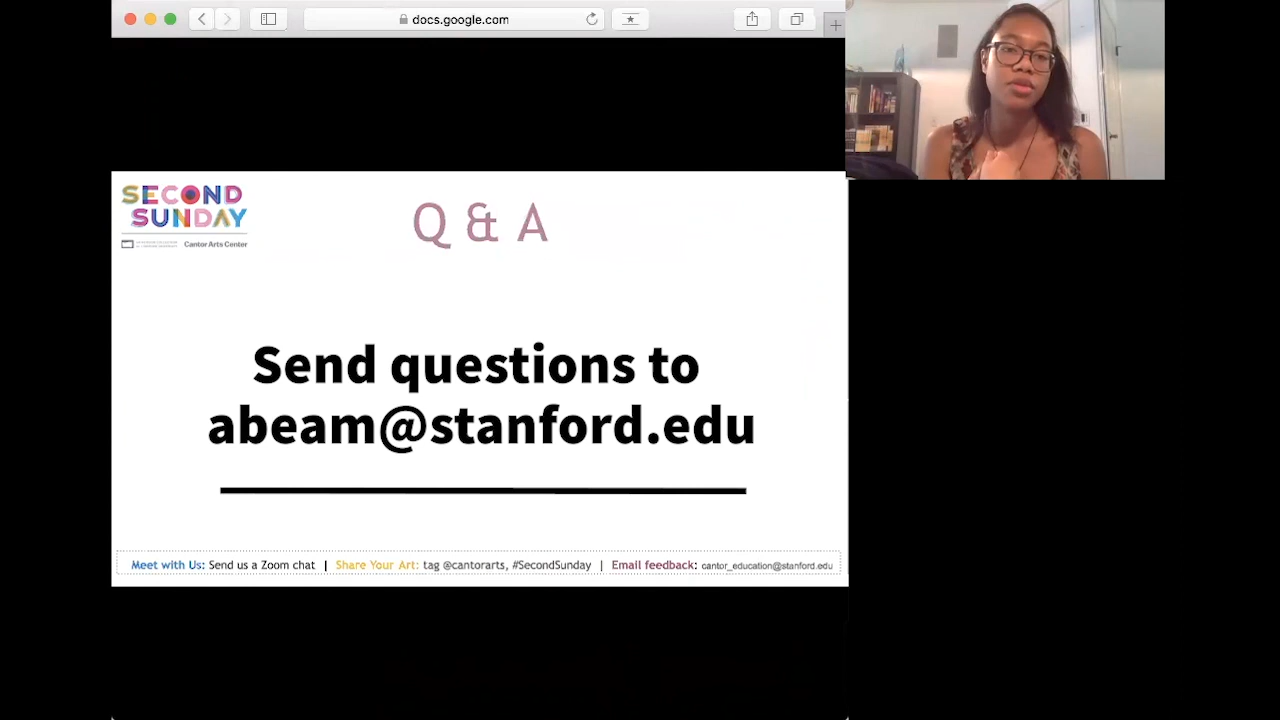 docs.google.com
SECOND
SUNDAY
Cantor Arts Center
Q & A
Send questions to
abeam@stanford.edu
Meet with Us: Send us a Zoom chat | Share Your Art: tag @cantorarts, #SecondSunday | Email feedback: cantor_education@stanford.edu